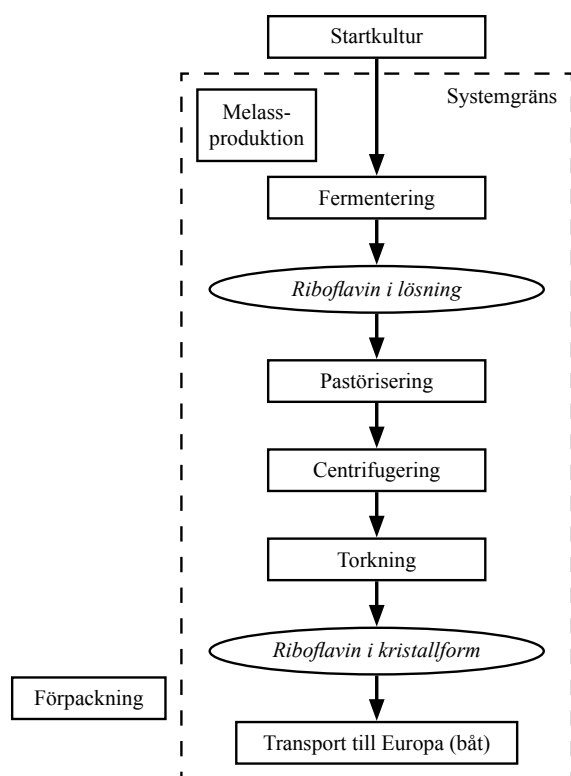 Startkultur
Systemgräns
Melass-
produktion
Fermentering
Riboflavin i lösning
Pastörisering
Centrifugering
Torkning
Riboflavin i kristallform
Förpackning
Transport till Europa (båt)